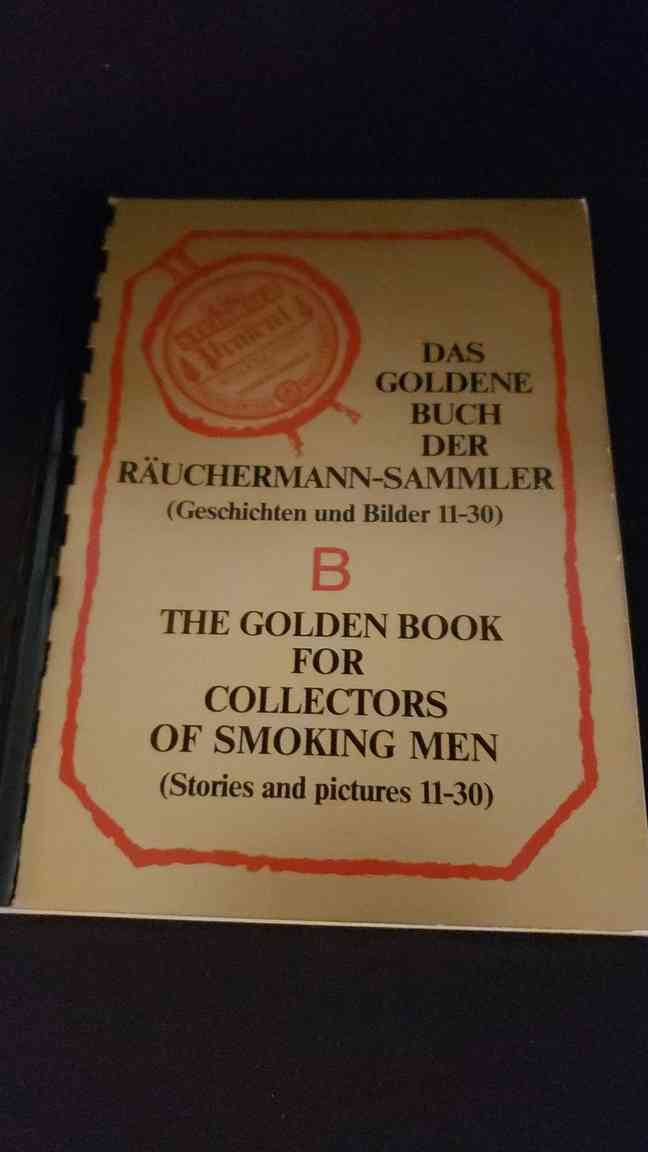 DAS
GOLDENE
BUCH
DER
RÄUCHERMANN-SAMMLER
(Geschichten und Bilder 11-30)
B
THE GOLDEN BOOK
FOR
COLLECTORS
OF SMOKING MEN
(Stories and pictures 11-30)